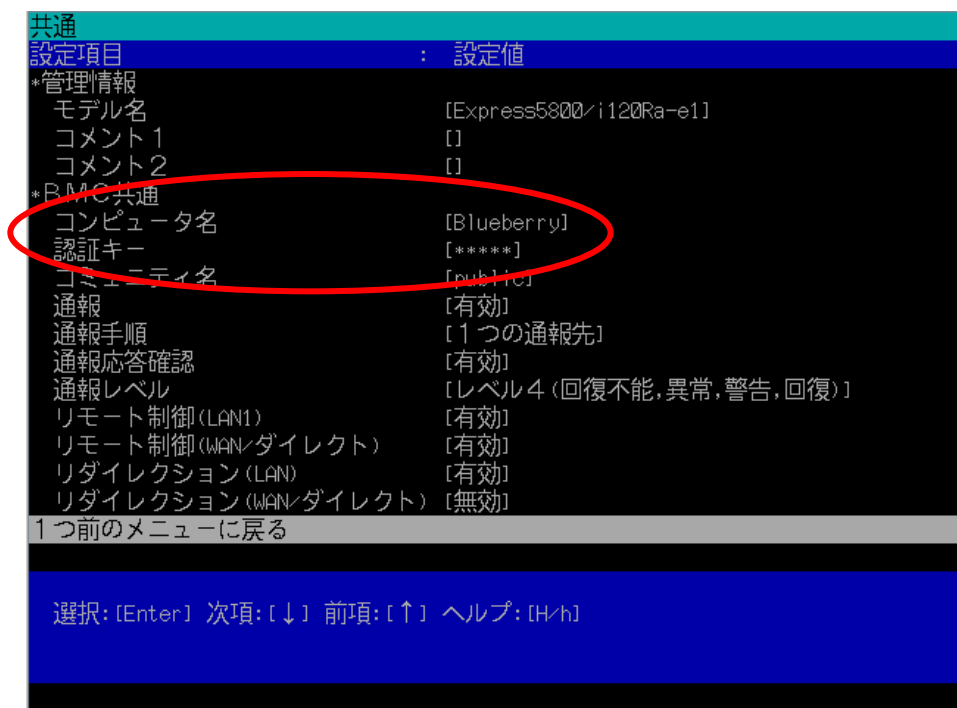 共通
設定項目 : 設定値
*管理情報
モデル名 [Express5800/i120Ra-e1]
コメント1 []
コメント2 []
*BMC共通
コンピュータ名 [Blueberry]
認証キー [*****]
コミュニティ名 [public]
通報 [有効]
通報手順 [1つの通報先]
通報応答確認 [有効]
通報レベル [レベル4(回復不能,異常,警告,回復)]
リモート制御(LAN1) [有効]
リモート制御(WAN/ダイレクト) [有効]
リダイレクション(LAN) [有効]
リダイレクション(WAN/ダイレクト) [無効]
1つ前のメニューに戻る
選択:[Enter] 次項:[↓] 前項:[↑] ヘルプ:[H/h]